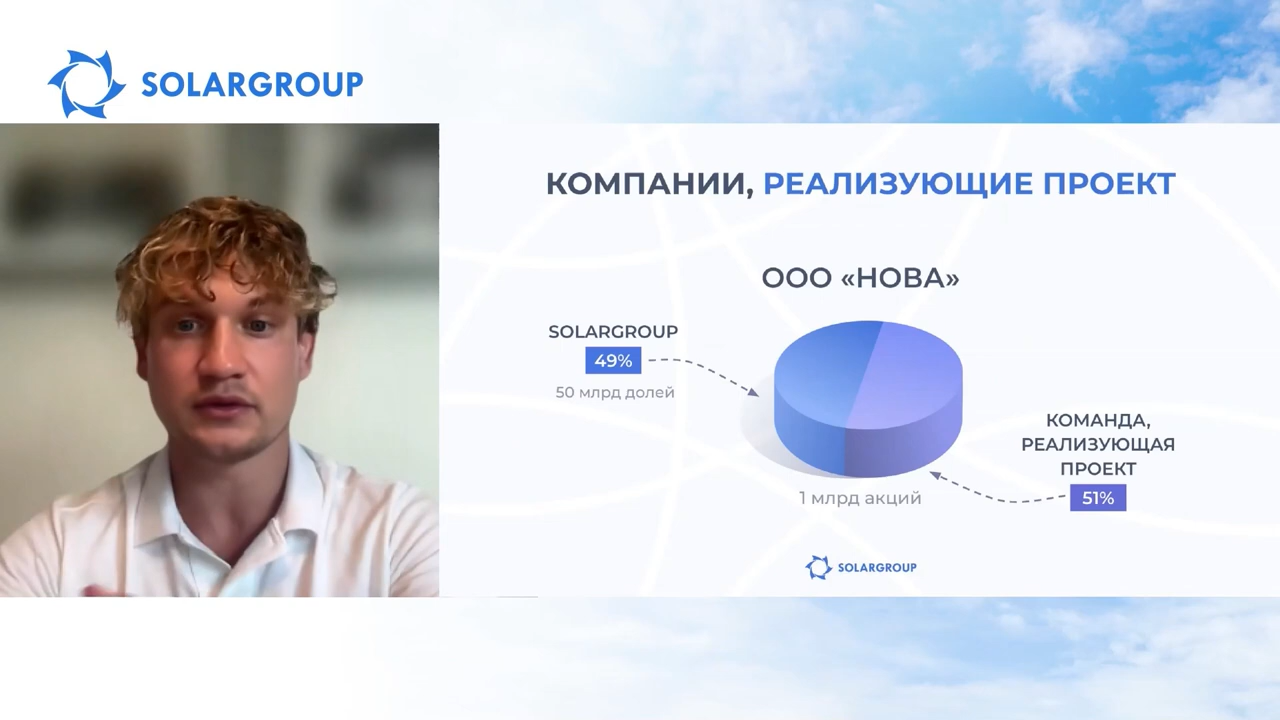 SOLARGROUP
КОМПАНИИ, РЕАЛИЗУЮЩИЕ ПРОЕКТ
ООО «НОВА»
SOLARGROUP
49%
50 млрд долей
КОМАНДА,
РЕАЛИЗУЮЩАЯ
ПРОЕКТ
51%
1 млрд акций
SOLARGROUP